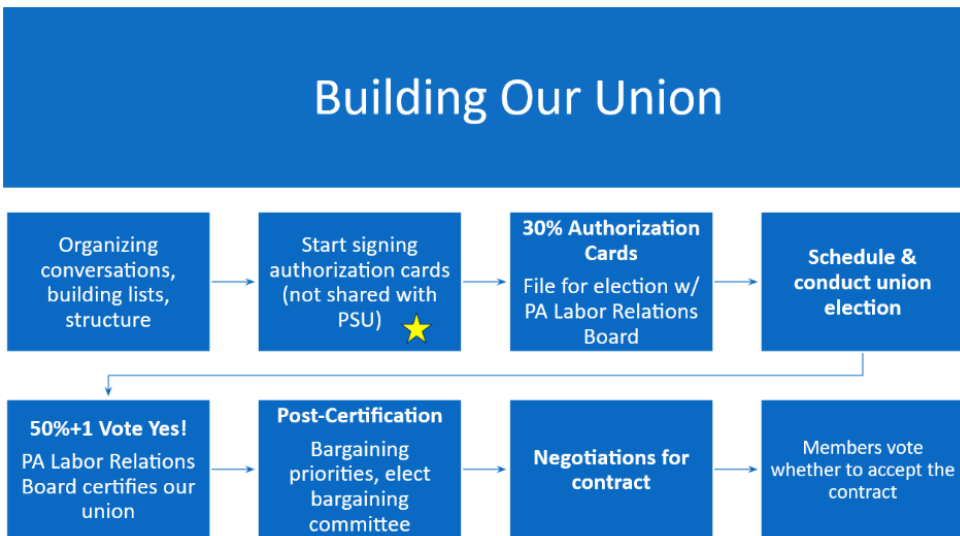 Building Our Union
Organizing
conversations,
building lists,
structure
Start signing
authorization cards
(not shared with
PSU)
30% Authorization
Cards
File for election w/
PA Labor Relations
Board
Schedule &
conduct union
election
50%+1 Vote Yes!
PA Labor Relations
Board certifies our
union
Post-Certification
Bargaining
priorities, elect
bargaining
committee
Negotiations for
contract
Members vote
whether to accept the
contract